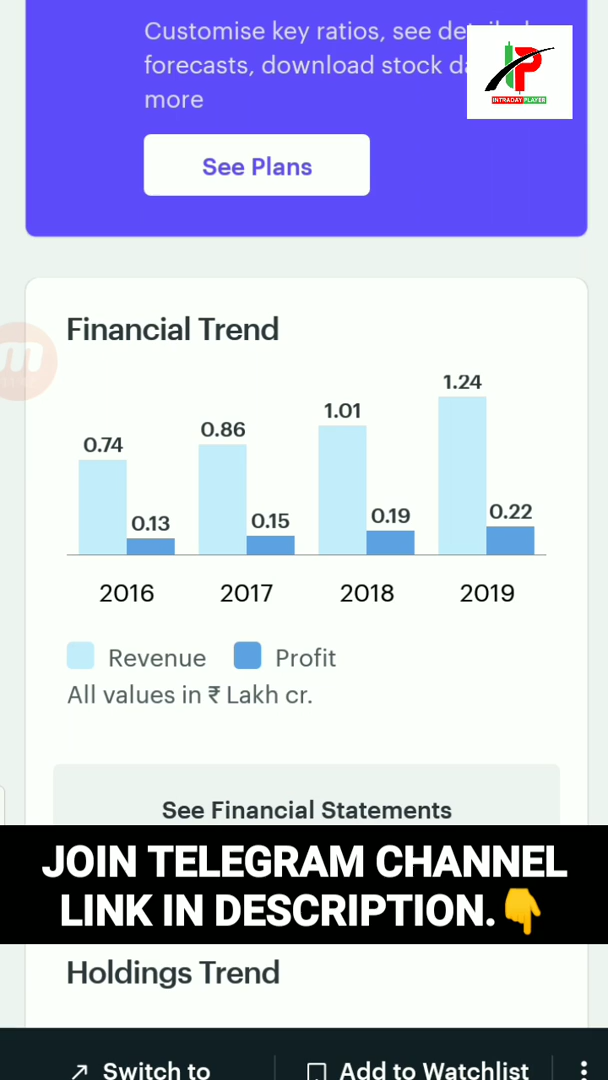 Customise key ratios, see detailed
forecasts, download stock
more
INTRADAY PLAYER
See Plans
Financial Trend
0.74
0.13
0.86
0.15
1.01
0.19
1.24
0.22
2016
2017
2018
2019
Revenue
Profit
All values in ₹ Lakh cr.
See Financial Statements
JOIN TELEGRAM CHANNEL
LINK IN DESCRIPTION.👇
Holdings Trend
Switch to
Add to Watchlist